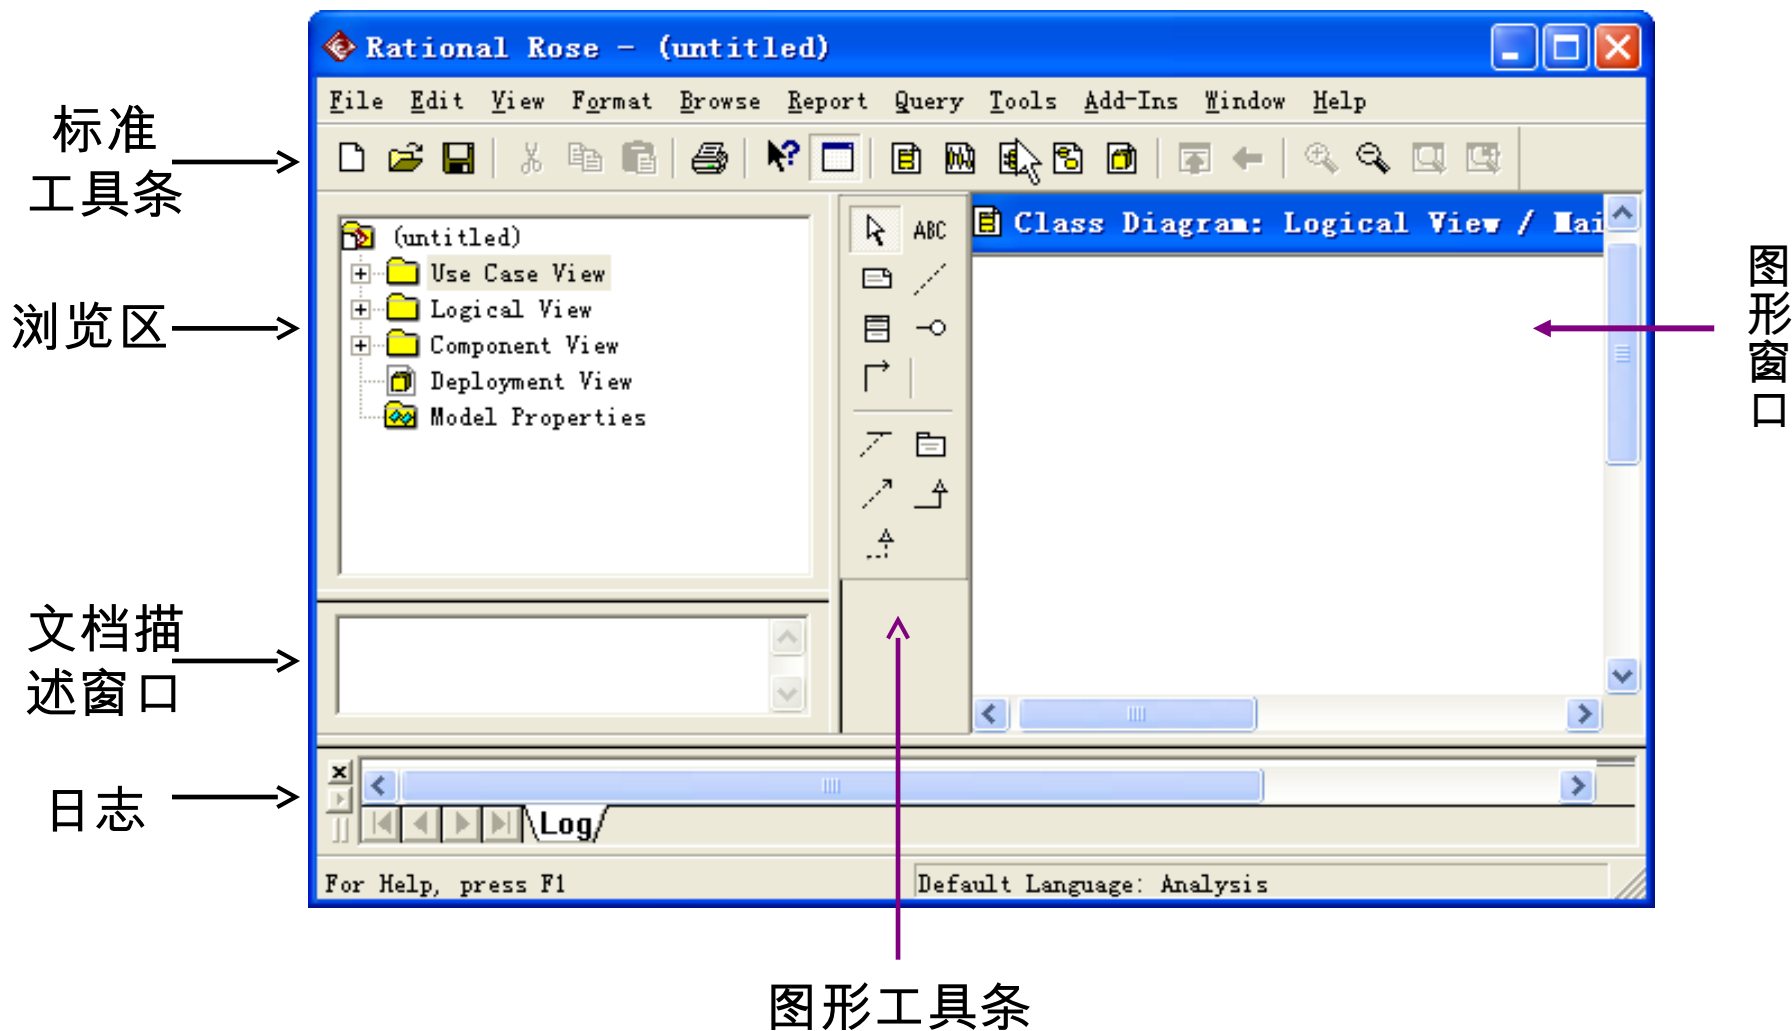 Rational Rose - (untitled)
File Edit View Format Browse Report Query Tools Add-Ins Window Help
标准
工具条
浏览区
文档描
述窗口
日志
(untitled)
Use Case View
Logical View
Component View
Deployment View
Model Properties
ABC
Class Diagram: Logical View / Mai
图形窗口
Log
For Help, press F1
Default Language: Analysis
图形工具条